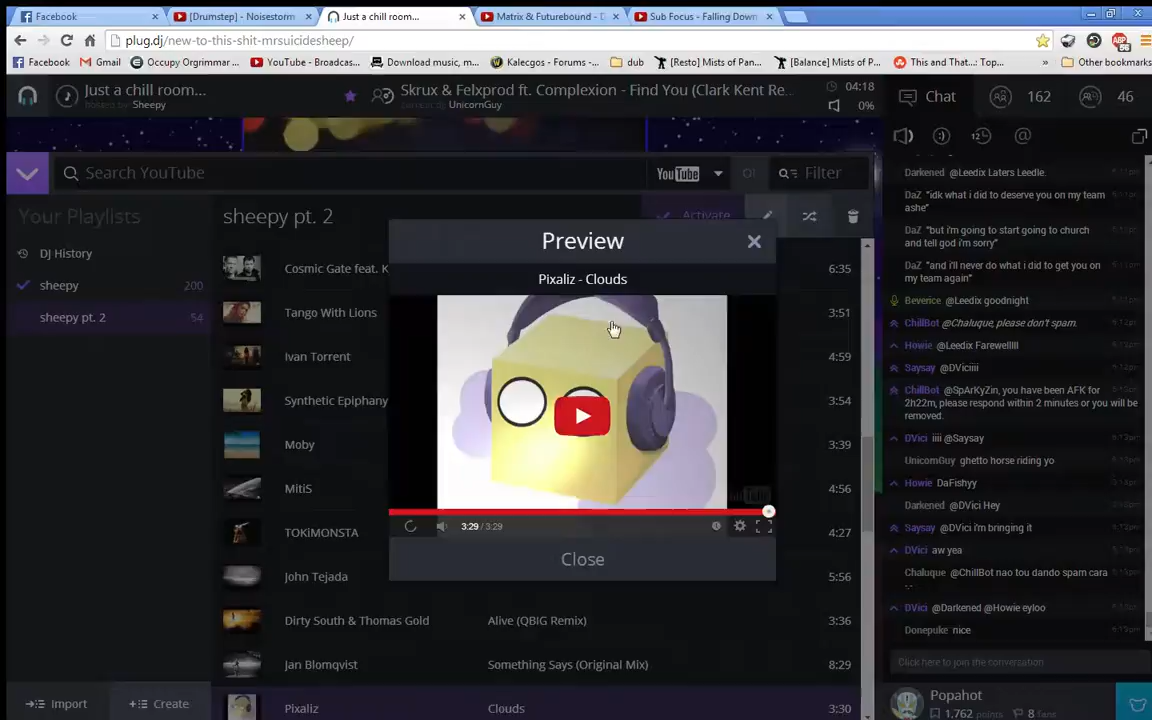 Facebook
[Drumstep] - Noisestorm
Just a chill room...
Matrix & Futurebound - D
Sub Focus - Falling Down
plug.dj/new-to-this-shit-mrsuicidesheep/
ABP
56
Facebook
Gmail
Occupy Orgrimmar ...
YouTube - Broadcas...
Download music, m...
Kalecgos - Forums - ...
dub
[Resto] Mists of Pan...
[Balance] Mists of P...
This and That...: Top...
»
Other bookmarks
Just a chill room...
Sheepy
Skrux & Felxprod ft. Complexion - Find You (Clark Kent Re...
UnicornGuy
04:18
0%
Chat
162
46
12
@
Search YouTube
YouTube
Filter
Your Playlists
DJ History
sheepy 200
sheepy pt. 2 54
Import
Create
sheepy pt. 2
Activate
Cosmic Gate feat. K 6:35
Tango With Lions 3:51
Ivan Torrent 4:59
Synthetic Epiphany 3:54
Moby 3:39
MitiS 4:56
TOKiMONSTA 4:27
John Tejada 5:56
Dirty South & Thomas Gold Alive (QBIG Remix) 3:36
Jan Blomqvist Something Says (Original Mix) 8:29
Pixaliz Clouds 3:30
Preview
Pixaliz - Clouds
YouTube
3:29 / 3:29
Close
Darkened @Leedix Laters Leedle.
DaZ "idk what i did to deserve you on my team
ashe"
DaZ "but i'm going to start going to church
and tell god i'm sorry"
DaZ "and i'll never do what i did to get you on
my team again"
Beverice @Leedix goodnight
ChillBot @Chaluque, please don't spam.
Howie @Leedix Farewellll
Saysay @DViciiii
ChillBot @SpArKyZin, you have been AFK for
2h22m, please respond within 2 minutes or you will be
removed.
DVici iiii @Saysay
UnicornGuy ghetto horse riding yo
Howie DaFishyy
Darkened @DVici Hey
Saysay @DVici i'm bringing it
DVici aw yea
Chaluque @ChillBot nao tou dando spam cara
-.-
DVici @Darkened @Howie eyloo
Donepuke nice
Click here to join the conversation
Popahot
1,762 points
8 fans